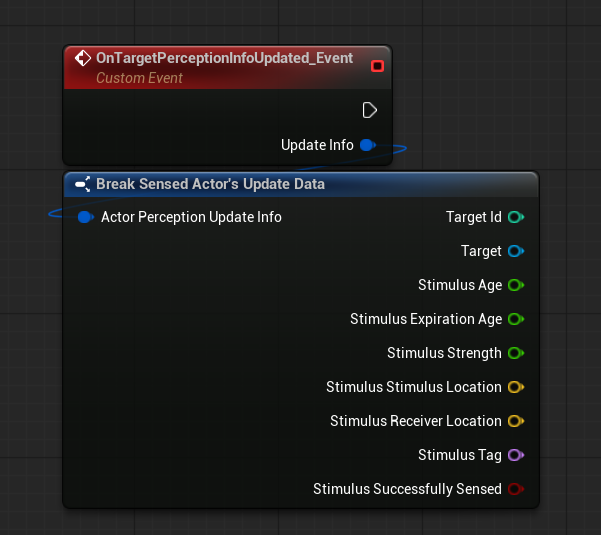 OnTargetPerceptionInfoUpdated_Event
Custom Event
Update Info
Break Sensed Actor's Update Data
Actor Perception Update Info
Target Id
Target
Stimulus Age
Stimulus Expiration Age
Stimulus Strength
Stimulus Stimulus Location
Stimulus Receiver Location
Stimulus Tag
Stimulus Successfully Sensed